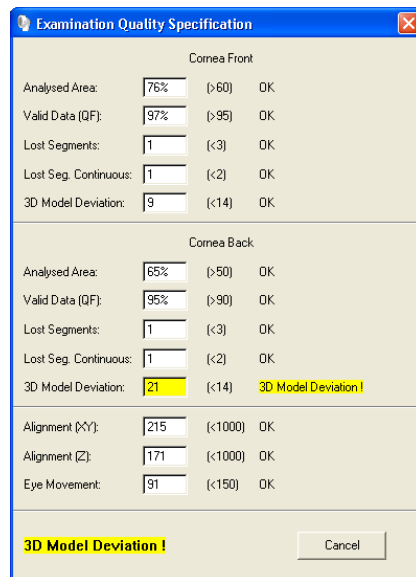 Examination Quality Specification
Cornea Front
Analysed Area: 76% (>60) OK
Valid Data (QF): 97% (>95) OK
Lost Segments: 1 (<3) OK
Lost Seg. Continuous: 1 (<2) OK
3D Model Deviation: 9 (<14) OK
Cornea Back
Analysed Area: 65% (>50) OK
Valid Data (QF): 95% (>90) OK
Lost Segments: 1 (<3) OK
Lost Seg. Continuous: 1 (<2) OK
3D Model Deviation: 21 (<14) 3D Model Deviation !
Alignment (XY): 215 (<1000) OK
Alignment (Z): 171 (<1000) OK
Eye Movement: 91 (<150) OK
3D Model Deviation ! Cancel